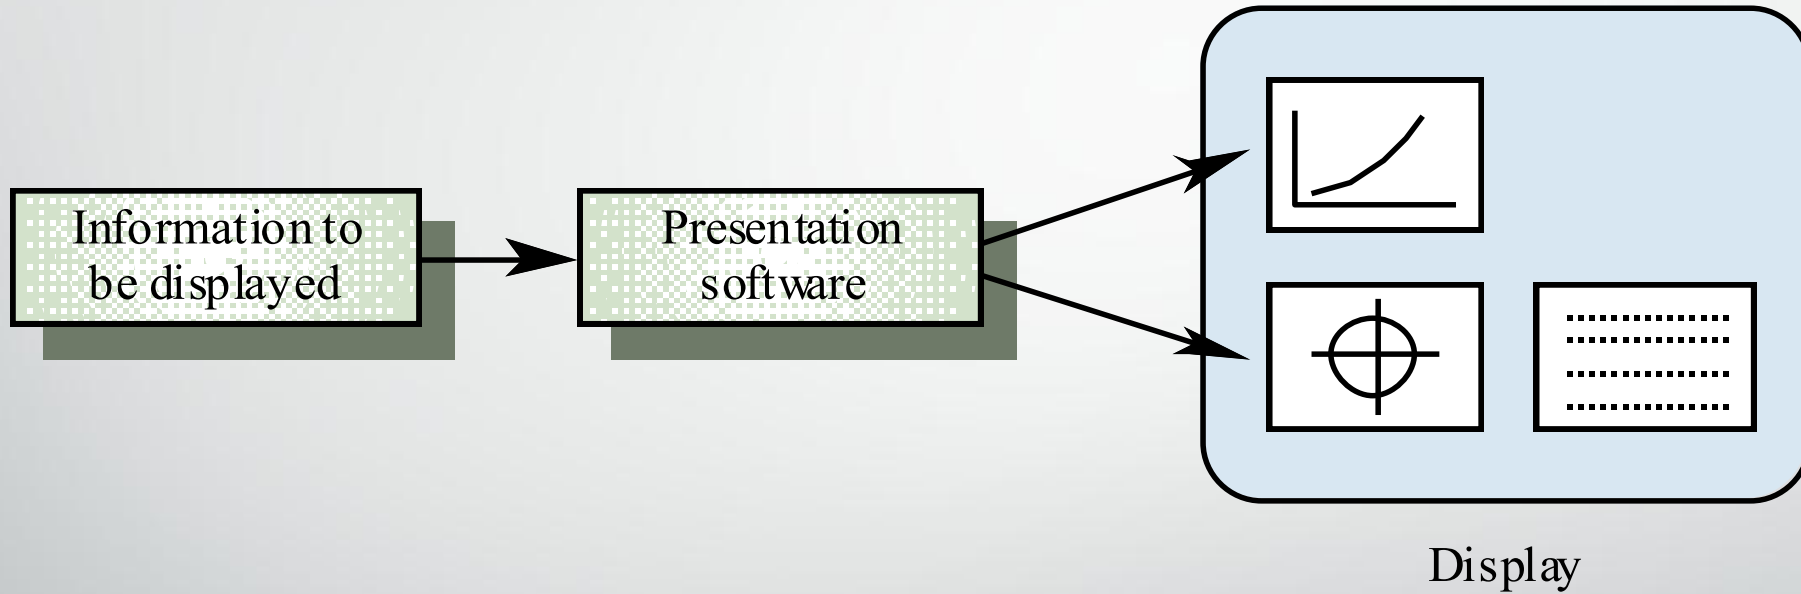 Information to
be displayed
Presentation
software
Display